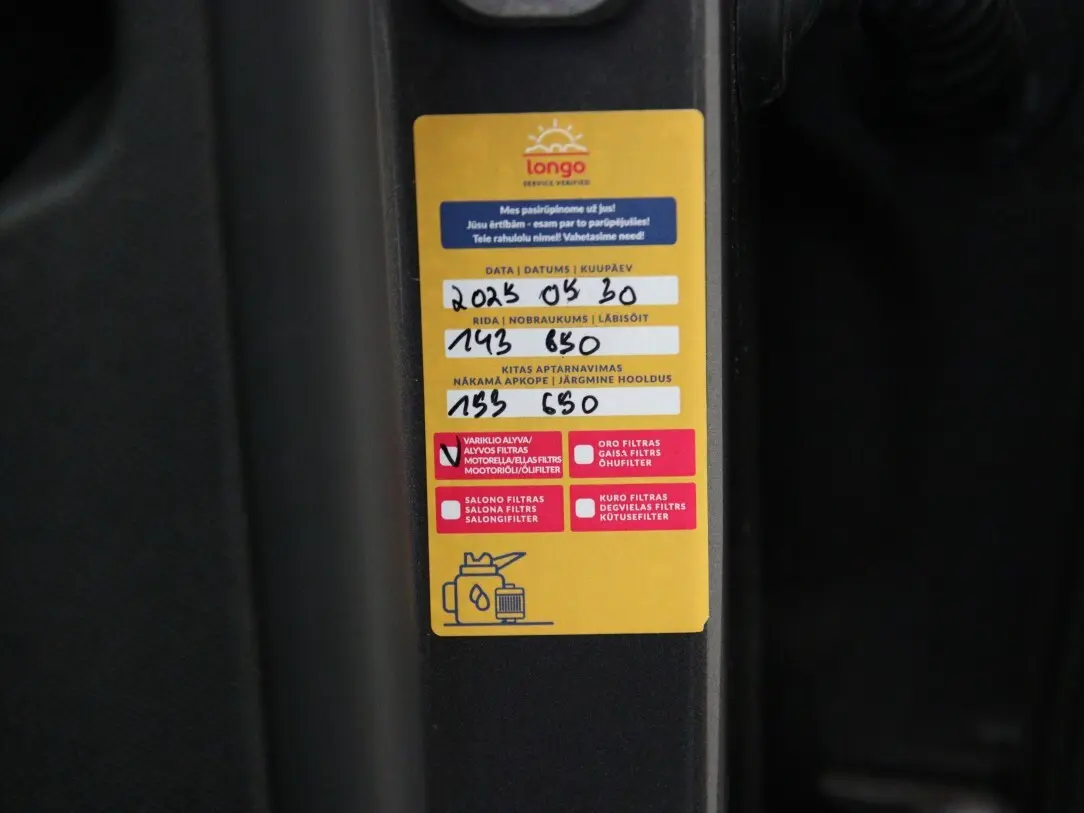 longo
SERVICE VERIFIED
Mes pasirūpinome už jus!
Jūsu ērtībām - esam par to parūpējušies!
Teie rahulolu nimel! Vahetasime need!
DATA | DATUMS | KUUPÄEV
2025 05 30
RIDA | NOBRAUKUMS | LÄBISÕIT
143 650
KITAS APTARNAVIMAS
NĀKAMĀ APKOPE | JÄRGMINE HOOLDUS
153 650
V
VARIKLIO ALYVA/
ALYVOS FILTRAS
MOTOREĻĻA/EĻĻAS FILTRS
MOOTORIÕLI/ÕLIFILTER
ORO FILTRAS
GAISA FILTRS
ÕHUFILTER
SALONO FILTRAS
SALONA FILTRS
SALONGIFILTER
KURO FILTRAS
DEGVIELAS FILTRS
KÜTUSEFILTER